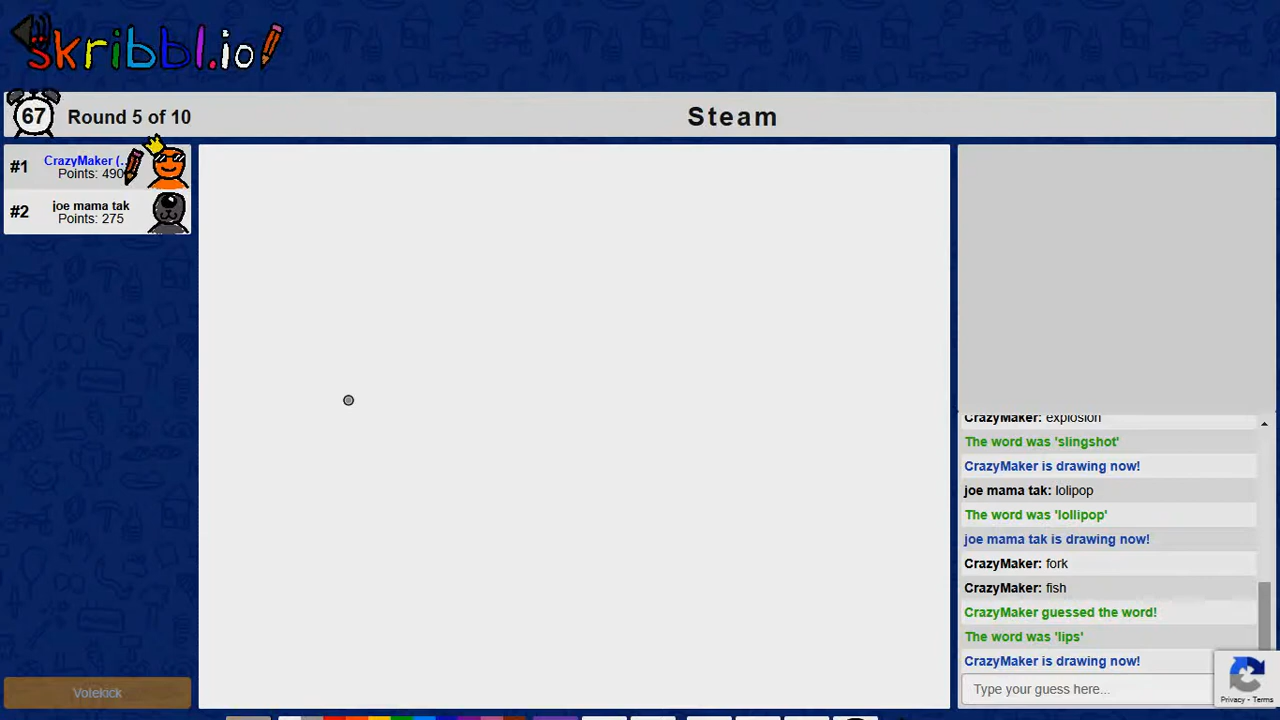 skribbl.io
67 Round 5 of 10 Steam
#1 CrazyMaker (...
Points: 490
#2 joe mama tak
Points: 275
CrazyMaker: explosion
The word was 'slingshot'
CrazyMaker is drawing now!
joe mama tak: lolipop
The word was 'lollipop'
joe mama tak is drawing now!
CrazyMaker: fork
CrazyMaker: fish
CrazyMaker guessed the word!
The word was 'lips'
CrazyMaker is drawing now!
Type your guess here...
Votekick
Privacy - Terms